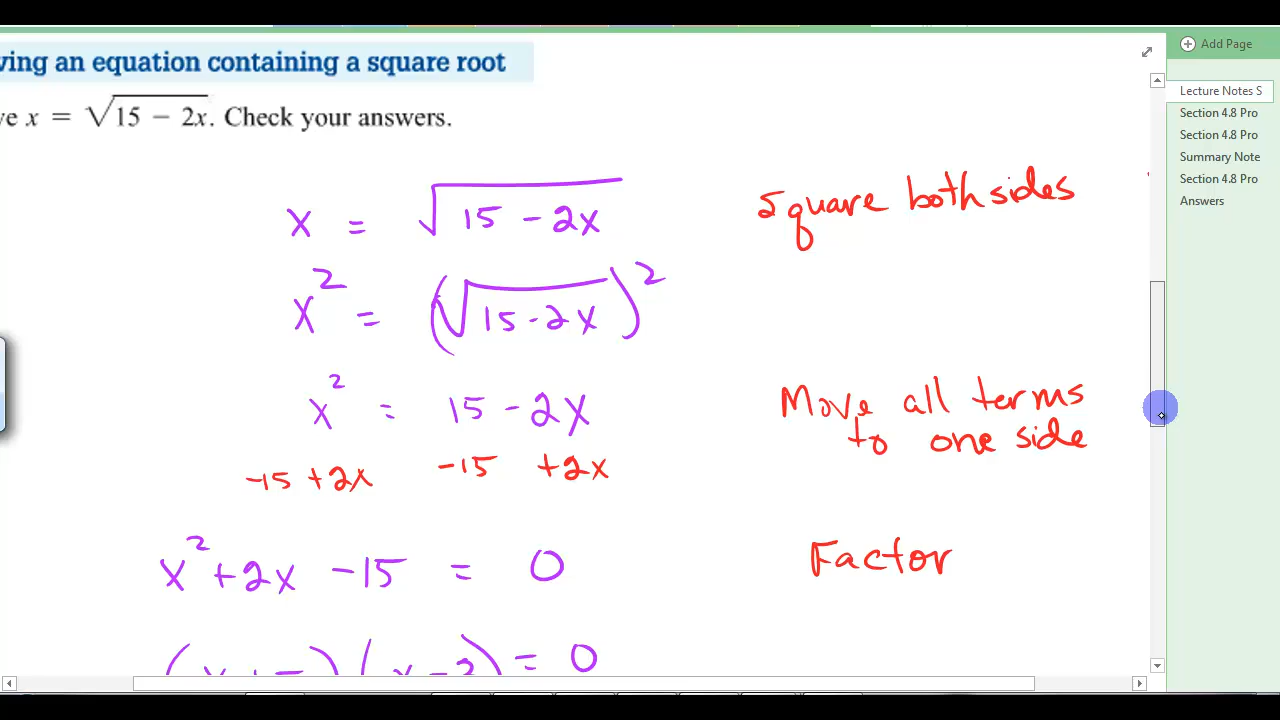 ving an equation containing a square root
ve x = √15 − 2x. Check your answers.
x = √15 - 2x
Square both sides
x² = (√15-2x)²
x² = 15 - 2x
Move all terms
to one side
-15 +2x -15 +2x
x² + 2x - 15 = 0
Factor
= 0
Add Page
Lecture Notes S
Section 4.8 Pro
Section 4.8 Pro
Summary Note
Section 4.8 Pro
Answers